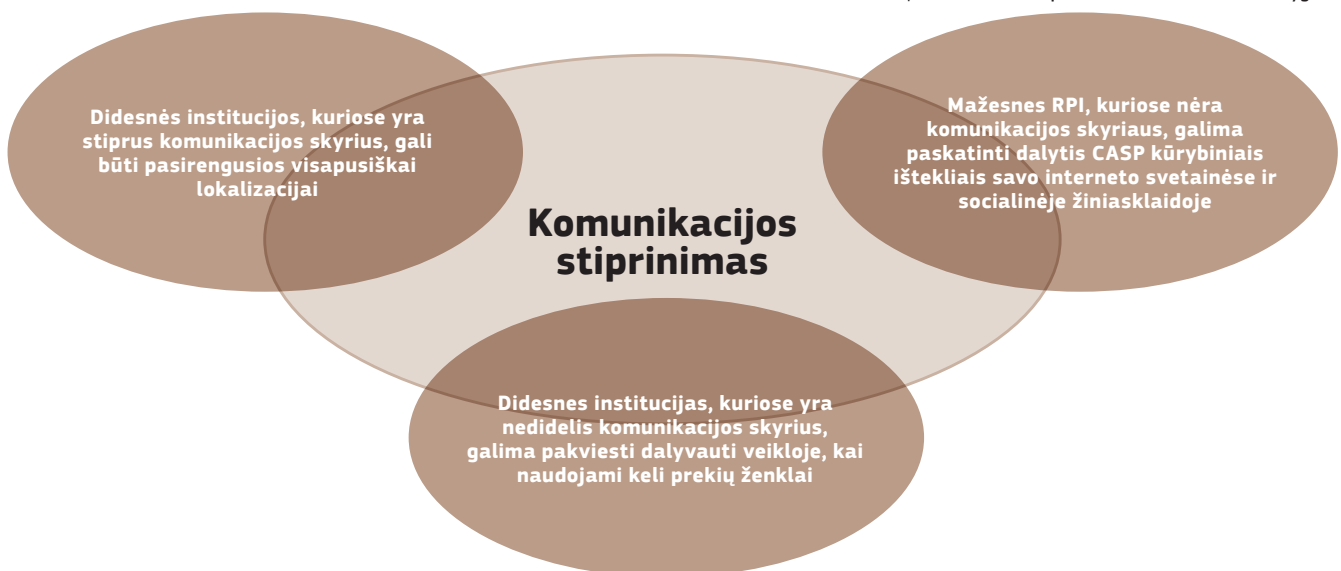 Didesnės institucijos, kuriose yra
stiprus komunikacijos skyrius, gali
būti pasirengusios visapusiškai
lokalizacijai
Mažesnes RPI, kuriose nėra
komunikacijos skyriaus, galima
paskatinti dalytis CASP kūrybiniais
ištekliais savo interneto svetainėse ir
socialinėje žiniasklaidoje
Komunikacijos
stiprinimas
Didesnes institucijas, kuriose yra
nedidelis komunikacijos skyrius,
galima pakviesti dalyvauti veikloje, kai
naudojami keli prekių ženklai